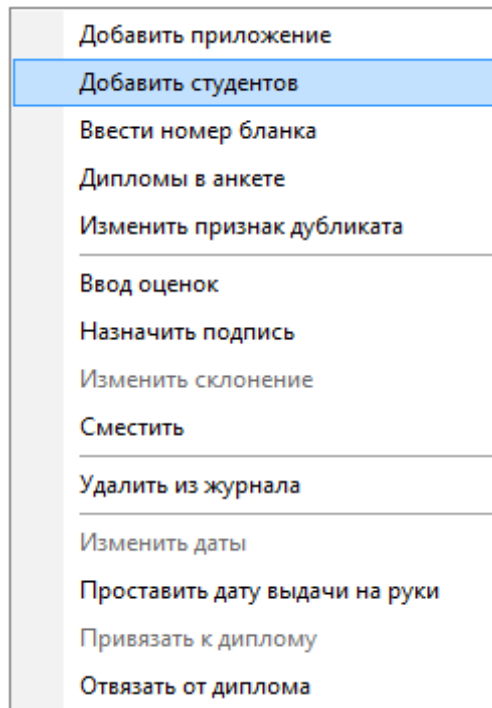 Добавить приложение
Добавить студентов
Ввести номер бланка
Дипломы в анкете
Изменить признак дубликата
Ввод оценок
Назначить подпись
Изменить склонение
Сместить
Удалить из журнала
Изменить даты
Проставить дату выдачи на руки
Привязать к диплому
Отвязать от диплома